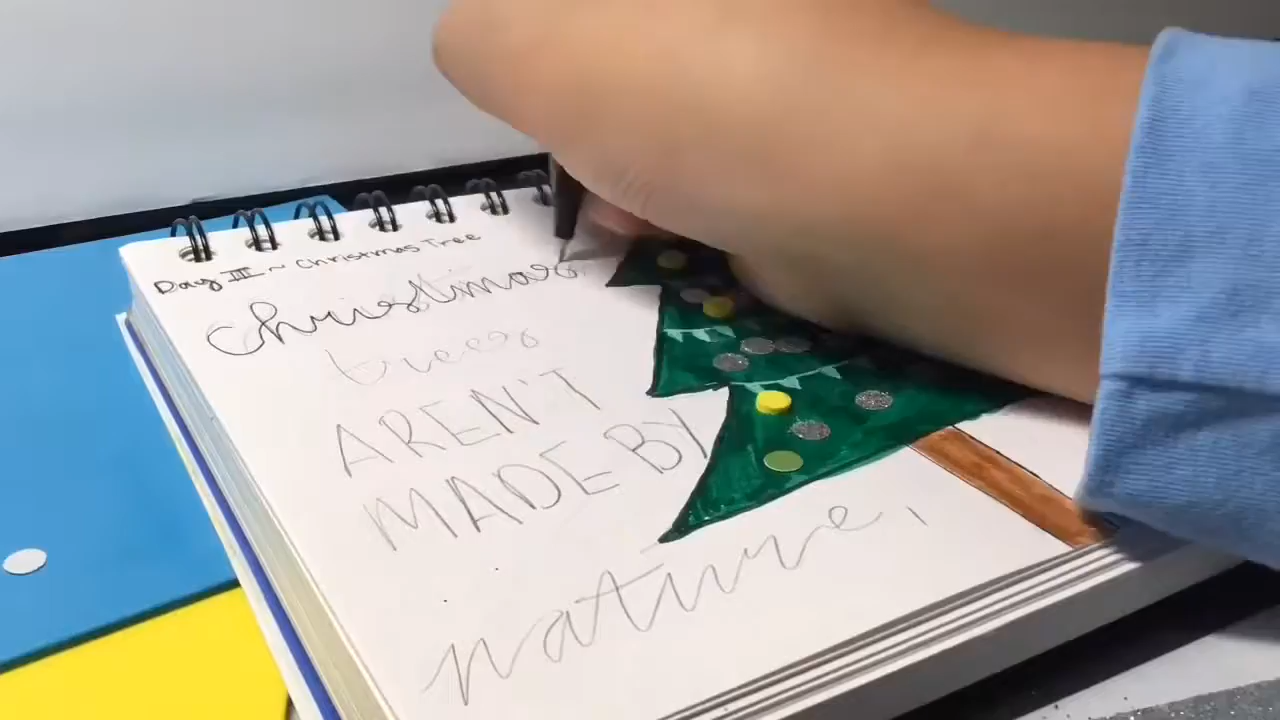 Day III ~ Christmas Tree
Christmas
trees
AREN'T
MADE BY
nature,